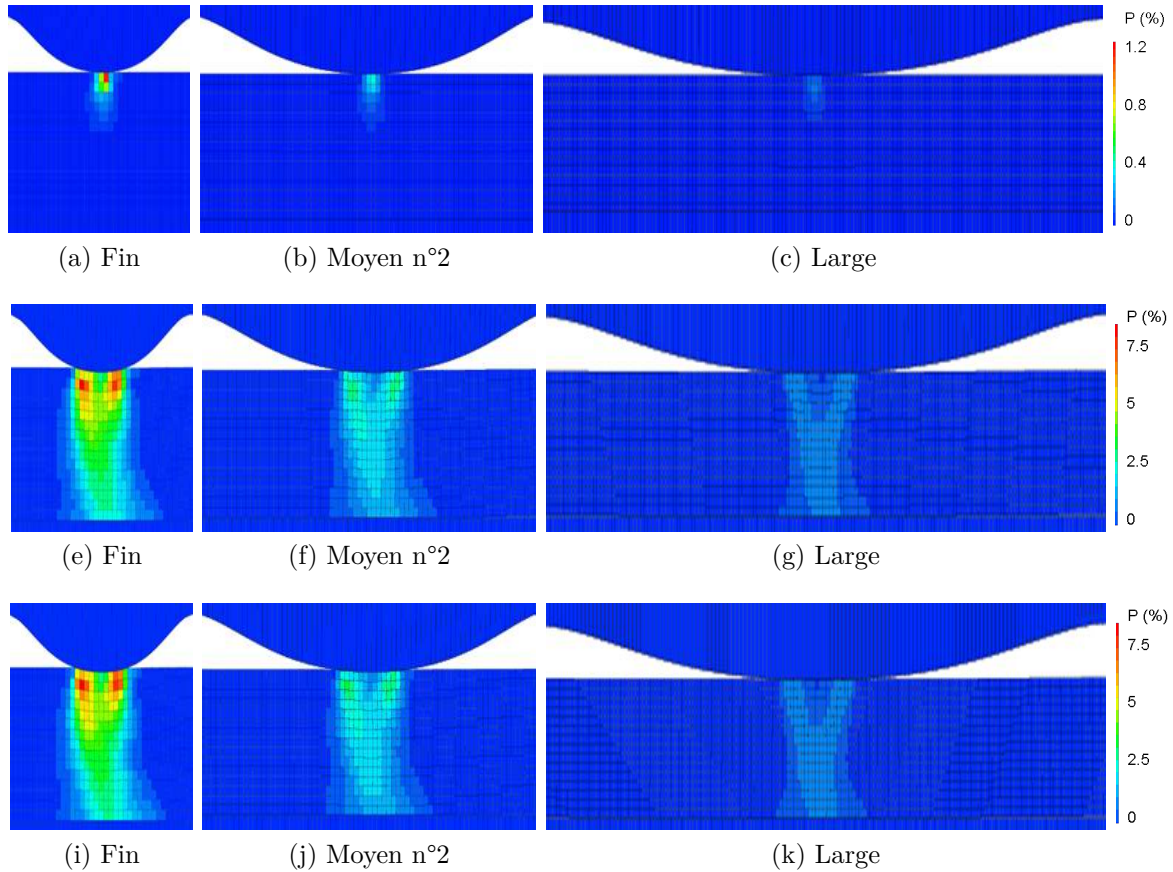 P (%)
1.2
0.8
0.4
0
(a) Fin
(b) Moyen n°2
(c) Large
P (%)
7.5
5
2.5
0
(e) Fin
(f) Moyen n°2
(g) Large
P (%)
7.5
5
2.5
0
(i) Fin
(j) Moyen n°2
(k) Large